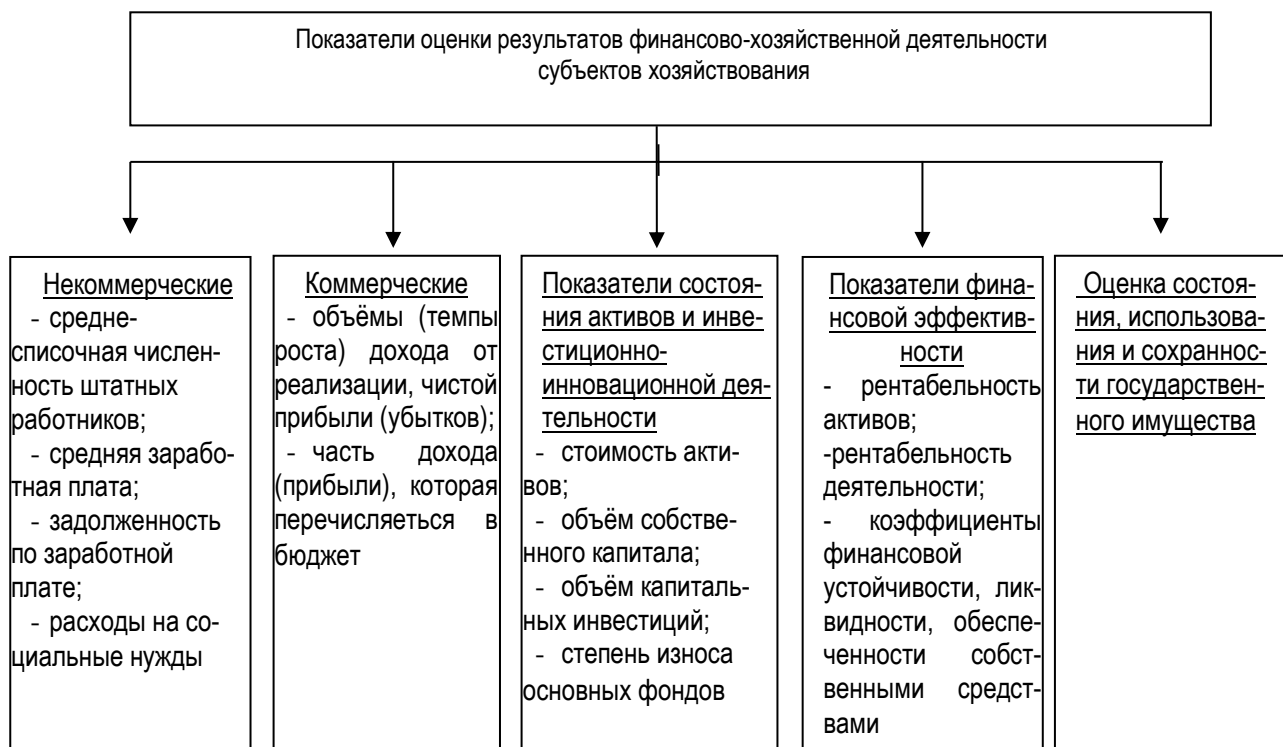 Показатели оценки результатов финансово-хозяйственной деятельности
субъектов хозяйствования
Некоммерческие
- средне-
списочная числен-
ность штатных
работников;
- средняя зарабо-
тная плата;
- задолженность
по заработной
плате;
- расходы на со-
циальные нужды
Коммерческие
- объёмы (темпы
роста) дохода от
реализации, чистой
прибыли (убытков);
- часть дохода
(прибыли), которая
перечисляеться в
бюджет
Показатели состоя-
ния активов и инве-
стиционно-
инновационной дея-
тельности
- стоимость акти-
вов;
- объём собстве-
нного капитала;
- объём капиталь-
ных инвестиций;
- степень износа
основных фондов
Показатели фина-
нсовой эффектив-
ности
- рентабельность
активов;
-рентабельность
деятельности;
- коэффициенты
финансовой
устойчивости, лик-
видности, обеспе-
ченности собст-
венными средст-
вами
Оценка состоя-
ния, использова-
ния и сохраннос-
ти государствен-
ного имущества